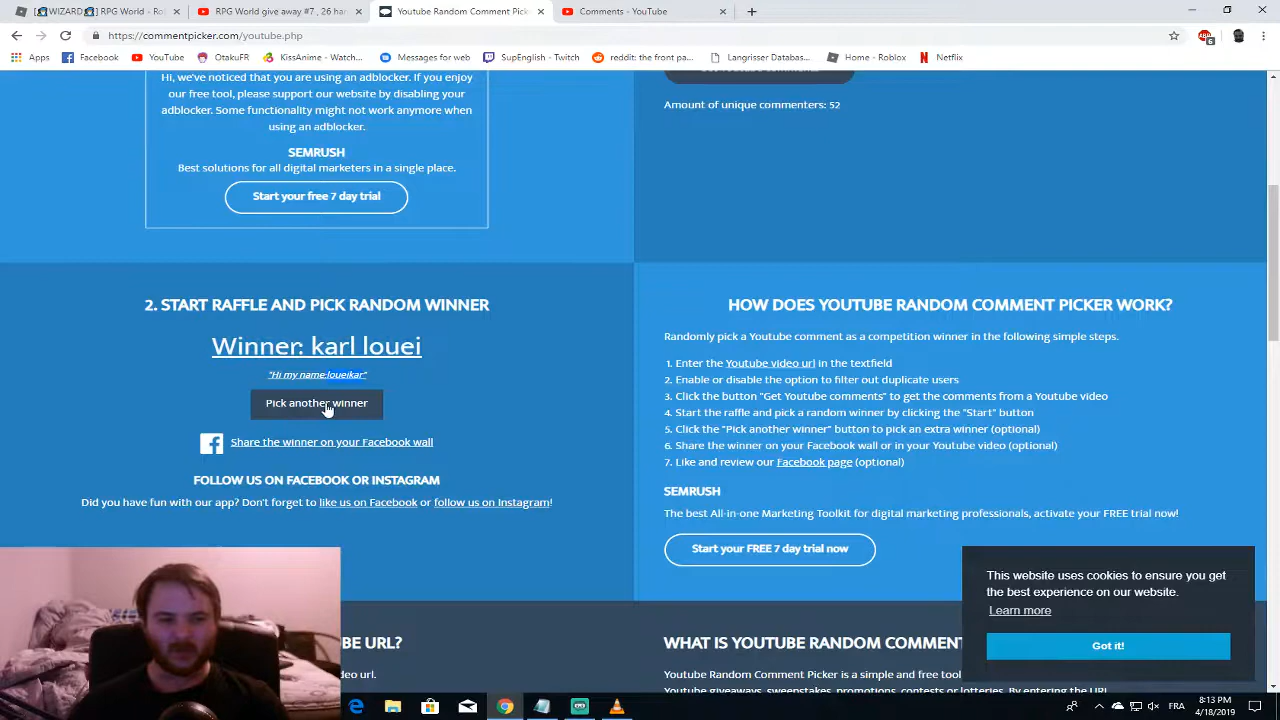 WIZARD RPG World - Rob
RPG World give away #7, 26 han
YouTube Random Comment Picker
Comments - YouTube
https://commentpicker.com/youtube.php
Apps Facebook YouTube OtakuFR KissAnime - Watch... Messages for web SupEnglish - Twitch reddit: the front pa... Langrisser Databas... Home - Roblox Netflix
Hi, we've noticed that you are using an adblocker. If you enjoy
our free tool, please support our website by disabling your
adblocker. Some functionality might not work anymore when
using an adblocker.
SEMRUSH
Best solutions for all digital marketers in a single place.
Start your free 7 day trial
Amount of unique commenters: 52
2. START RAFFLE AND PICK RANDOM WINNER
Winner: karl louei
"Hi my name:loueikar"
Pick another winner
Share the winner on your Facebook wall
FOLLOW US ON FACEBOOK OR INSTAGRAM
Did you have fun with our app? Don't forget to like us on Facebook or follow us on Instagram!
HOW DOES YOUTUBE RANDOM COMMENT PICKER WORK?
Randomly pick a Youtube comment as a competition winner in the following simple steps.
1. Enter the Youtube video url in the textfield
2. Enable or disable the option to filter out duplicate users
3. Click the button "Get Youtube comments" to get the comments from a Youtube video
4. Start the raffle and pick a random winner by clicking the "Start" button
5. Click the "Pick another winner" button to pick an extra winner (optional)
6. Share the winner on your Facebook wall or in your Youtube video (optional)
7. Like and review our Facebook page (optional)
SEMRUSH
The best All-in-one Marketing Toolkit for digital marketing professionals, activate your FREE trial now!
Start your FREE 7 day trial now
This website uses cookies to ensure you get
the best experience on our website.
Learn more
Got it!
BE URL?
deo url.
WHAT IS YOUTUBE RANDOM COMMEN
Youtube Random Comment Picker is a simple and free tool
Youtube giveaways, sweepstakes, promotions, contests or lotteries. By entering the URL
FRA
8:13 PM
4/18/2019